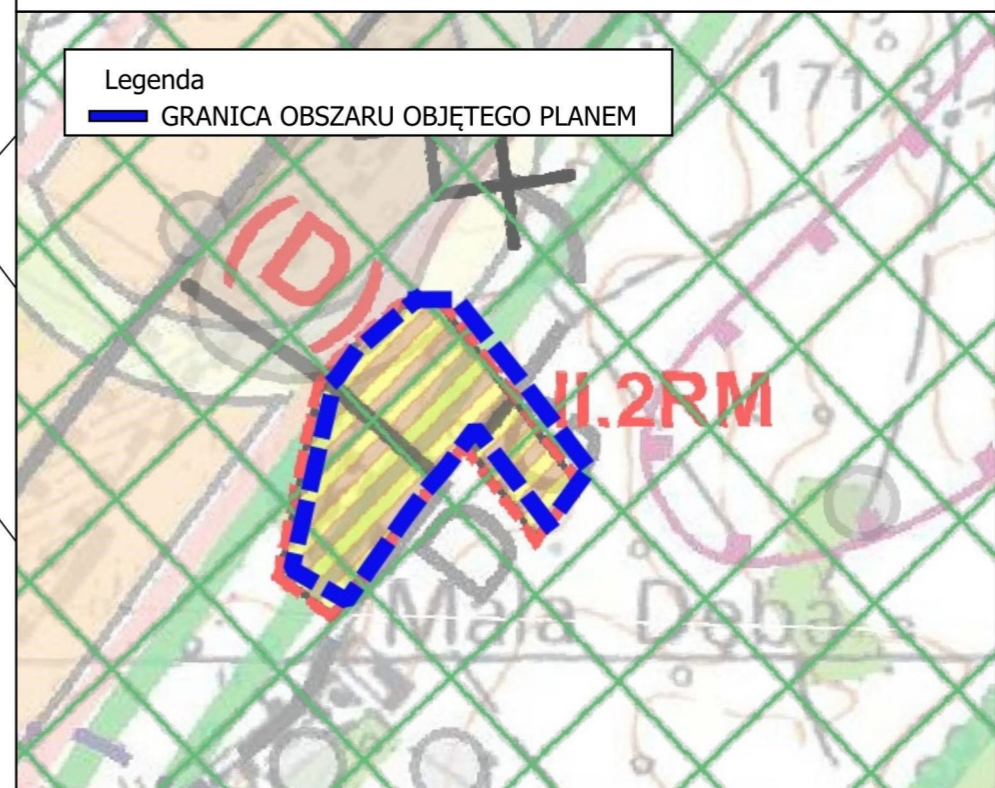 Legenda
GRANICA OBSZARU OBJĘTEGO PLANEM
171
(D)
II.2RM
D
Mała Dęba